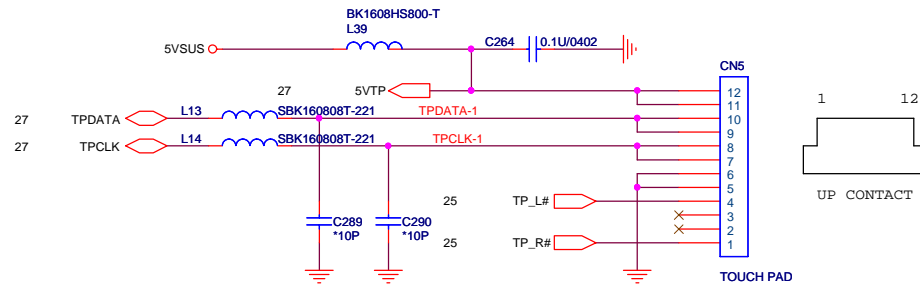 BK1608HS800-T
L39
5VSUS
C264 0.1U/0402
CN5
27 5VTP
12
11
1 12
27 TPDATA L13 SBK160808T-221 TPDATA-1 10
9
27 TPCLK L14 SBK160808T-221 TPCLK-1 8
7
6
5
UP CONTACT
25 TP_L# 4
3
C289
*10P
C290
*10P
2
25 TP_R# 1
TOUCH PAD